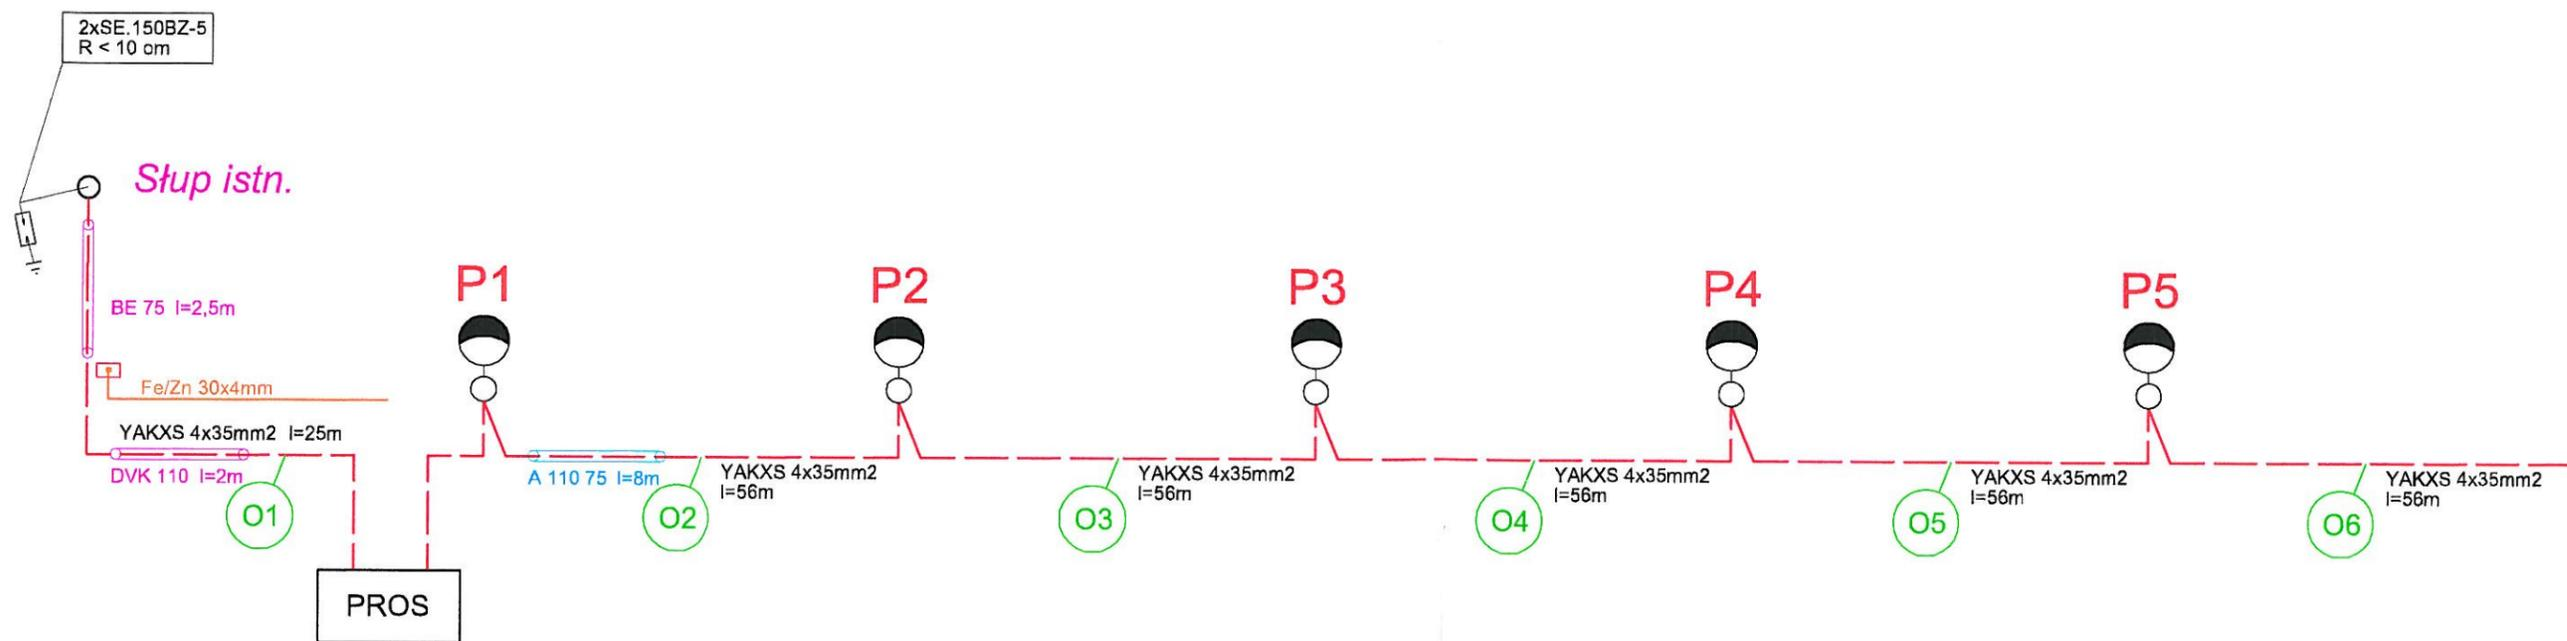 2xSE.150BZ-5
R < 10 om
Słup istn.
BE 75 l=2,5m
Fe/Zn 30x4mm
YAKXS 4x35mm2 l=25m
DVK 110 l=2m
O1
PROS
P1
A 110 75 l=8m
O2
YAKXS 4x35mm2
l=56m
P2
O3
YAKXS 4x35mm2
l=56m
P3
O4
YAKXS 4x35mm2
l=56m
P4
O5
YAKXS 4x35mm2
l=56m
P5
O6
YAKXS 4x35mm2
l=56m